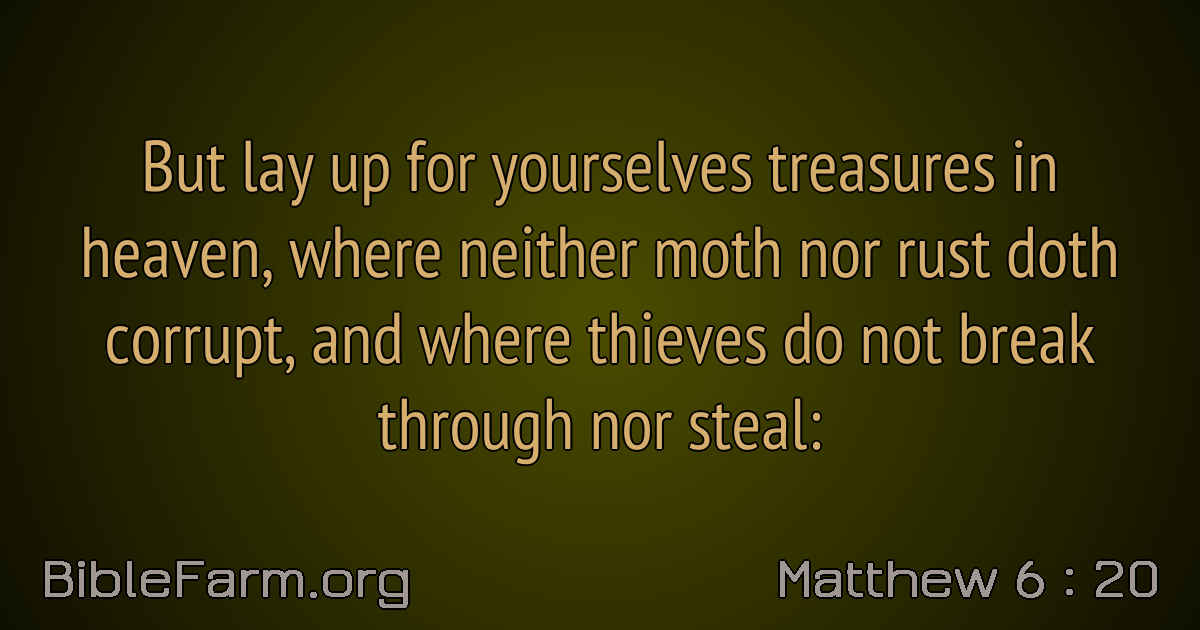 But lay up for yourselves treasures in
heaven, where neither moth nor rust doth
corrupt, and where thieves do not break
through nor steal:
BibleFarm.org
Matthew 6 : 20